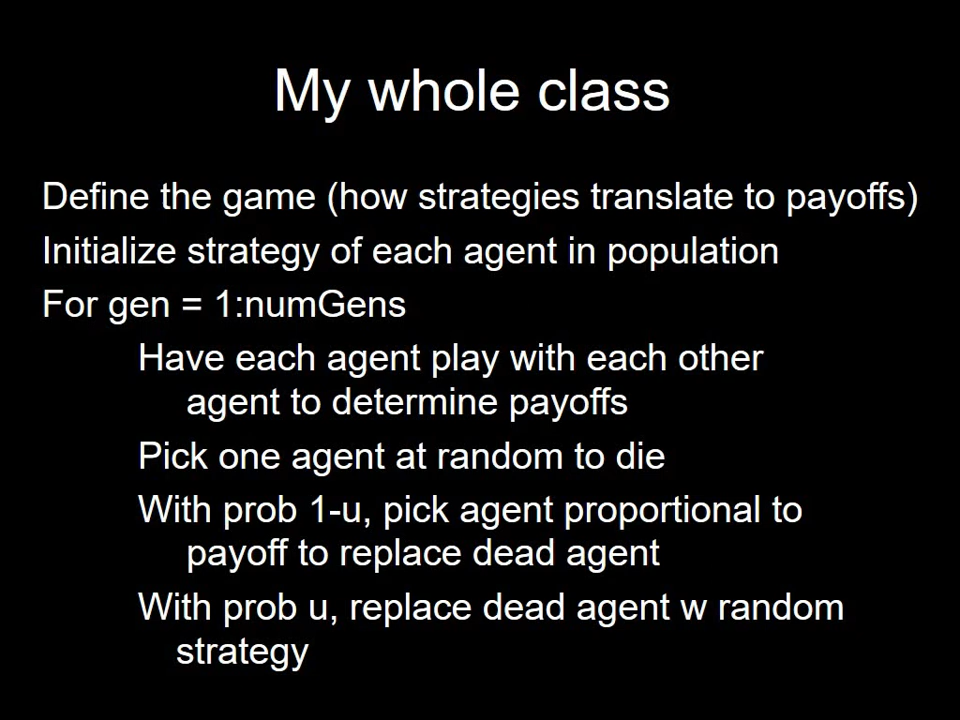 My whole class
Define the game (how strategies translate to payoffs)
Initialize strategy of each agent in population
For gen = 1:numGens
Have each agent play with each other
agent to determine payoffs
Pick one agent at random to die
With prob 1-u, pick agent proportional to
payoff to replace dead agent
With prob u, replace dead agent w random
strategy